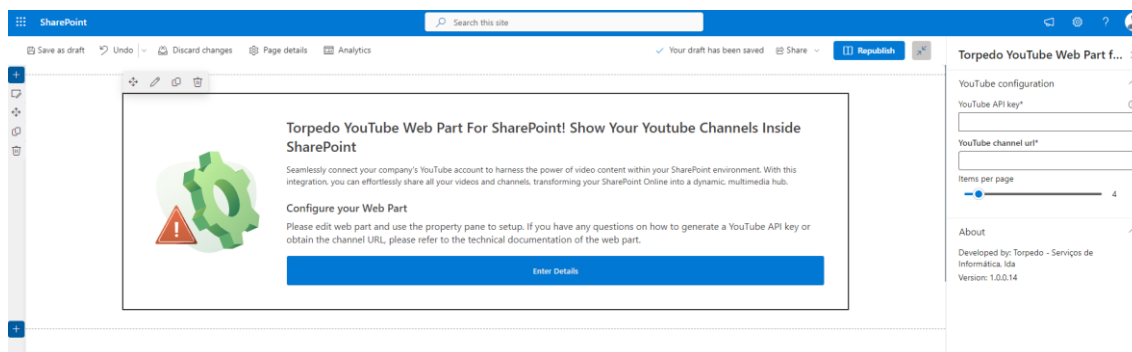 SharePoint
Search this site
?
Save as draft
Undo
Discard changes
Page details
Analytics
Your draft has been saved
Share
Republish
Torpedo YouTube Web Part f...
Torpedo YouTube Web Part For SharePoint! Show Your Youtube Channels Inside
SharePoint
Seamlessly connect your company's YouTube account to harness the power of video content within your SharePoint environment. With this
integration, you can effortlessly share all your videos and channels, transforming your SharePoint Online into a dynamic, multimedia hub.
Configure your Web Part
Please edit web part and use the property pane to setup. If you have any questions on how to generate a YouTube API key or
obtain the channel URL, please refer to the technical documentation of the web part.
Enter Details
YouTube configuration
YouTube API key*
YouTube channel url*
Items per page
4
About
Developed by: Torpedo - Serviços de
Informática, lda
Version: 1.0.0.14